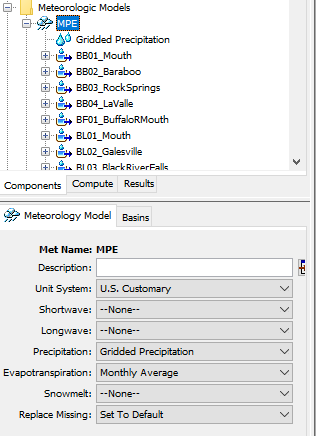 Meteorologic Models
MPE
Gridded Precipitation
BB01_Mouth
BB02_Baraboo
BB03_RockSprings
BB04_LaValle
BF01_BuffaloRMouth
BL01_Mouth
BL02_Galesville
BL03_BlackRiverFalls
Components Compute Results
Meteorology Model Basins
Met Name: MPE
Description:
Unit System: U.S. Customary
Shortwave: --None--
Longwave: --None--
Precipitation: Gridded Precipitation
Evapotranspiration: Monthly Average
Snowmelt: --None--
Replace Missing: Set To Default